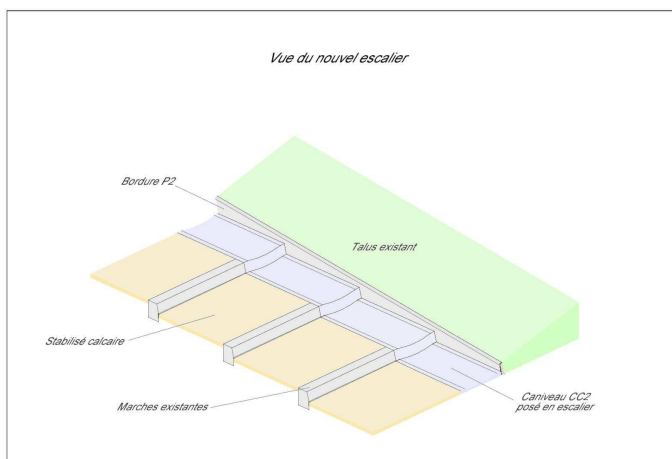 Vue du nouvel escalier
Bordure P2
Talus existant
Stabilisé calcaire
Marches existantes
Caniveau CC2
posé en escalier